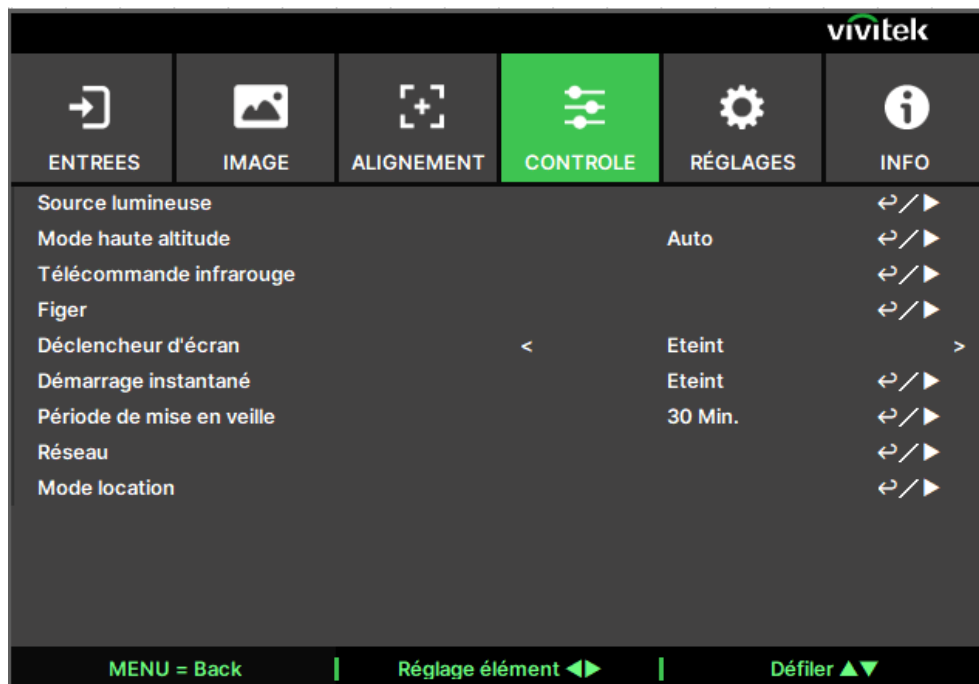 vivitek
ENTREES IMAGE ALIGNEMENT CONTROLE RÉGLAGES INFO
Source lumineuse ↩/▶
Mode haute altitude Auto ↩/▶
Télécommande infrarouge ↩/▶
Figer ↩/▶
Déclencheur d'écran < Eteint >
Démarrage instantané Eteint ↩/▶
Période de mise en veille 30 Min. ↩/▶
Réseau ↩/▶
Mode location ↩/▶
MENU = Back | Réglage élément ◀▶ | Défiler ▲▼